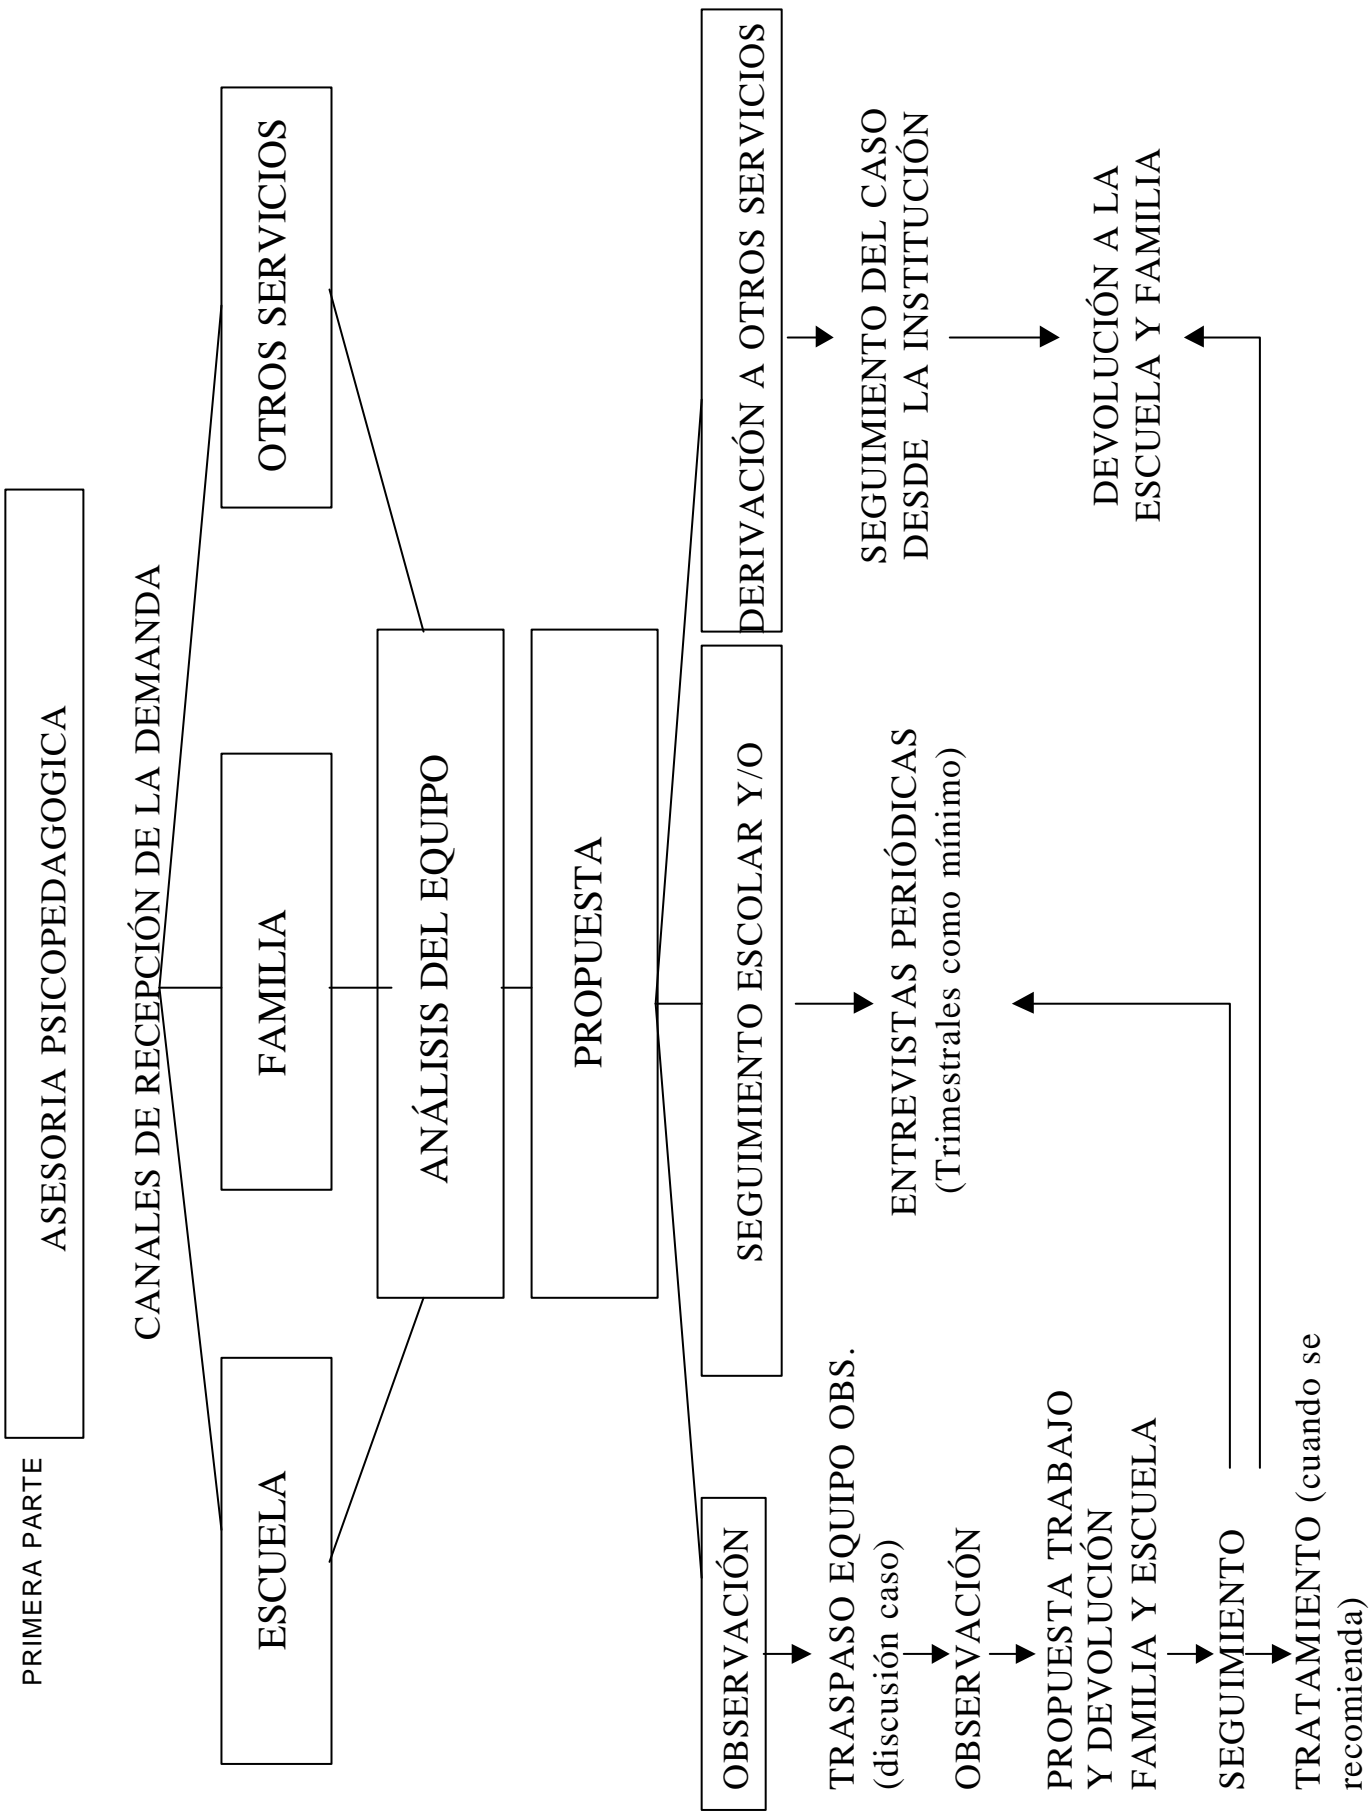 PRIMERA PARTE
ASESORIA PSICOPEDAGOGICA
CANALES DE RECEPCIÓN DE LA DEMANDA
ESCUELA
FAMILIA
OTROS SERVICIOS
ANÁLISIS DEL EQUIPO
PROPUESTA
OBSERVACIÓN
SEGUIMIENTO ESCOLAR Y/O
DERIVACIÓN A OTROS SERVICIOS
TRASPASO EQUIPO OBS.
(discusión caso)
OBSERVACIÓN
PROPUESTA TRABAJO
Y DEVOLUCIÓN
FAMILIA Y ESCUELA
SEGUIMIENTO
TRATAMIENTO (cuando se
recomienda)
ENTREVISTAS PERIÓDICAS
(Trimestrales como mínimo)
SEGUIMIENTO DEL CASO
DESDE LA INSTITUCIÓN
DEVOLUCIÓN A LA
ESCUELA Y FAMILIA